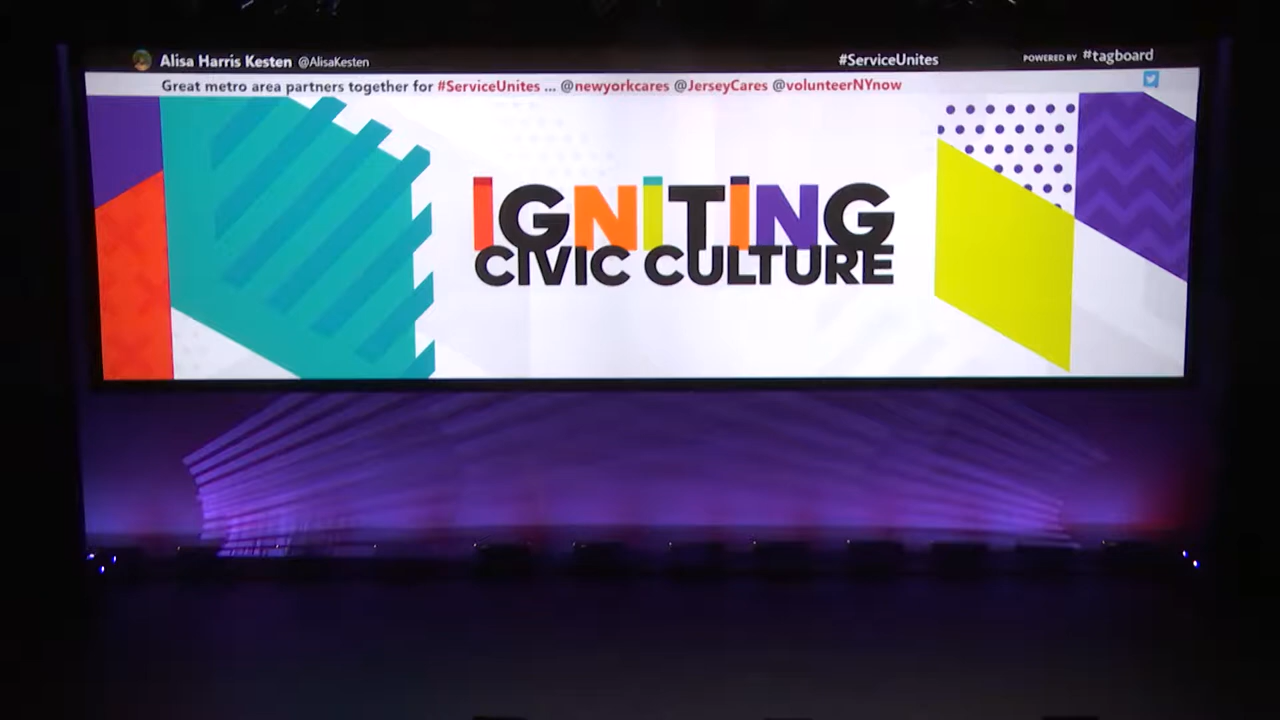 Alisa Harris Kesten @AlisaKesten #ServiceUnites POWERED BY #tagboard
Great metro area partners together for #ServiceUnites ... @newyorkcares @JerseyCares @volunteerNYnow
IGNITING
CIVIC CULTURE